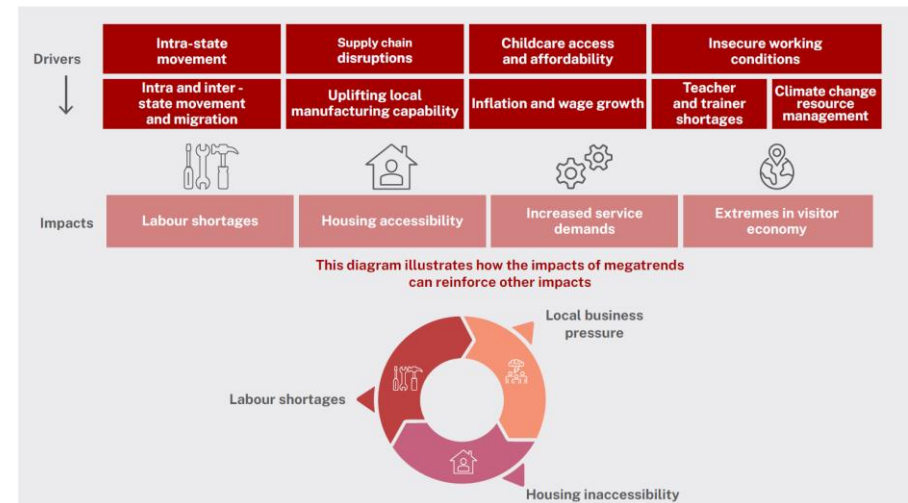 Drivers
Intra-state
movement
Supply chain
disruptions
Childcare access
and affordability
Insecure working
conditions
Intra and inter -
state movement
and migration
Uplifting local
manufacturing capability
Inflation and wage growth
Teacher
and trainer
shortages
Climate change
resource
management
Impacts
Labour shortages
Housing accessibility
Increased service
demands
Extremes in visitor
economy
This diagram illustrates how the impacts of megatrends
can reinforce other impacts
Local business
pressure
Labour shortages
Housing inaccessibility